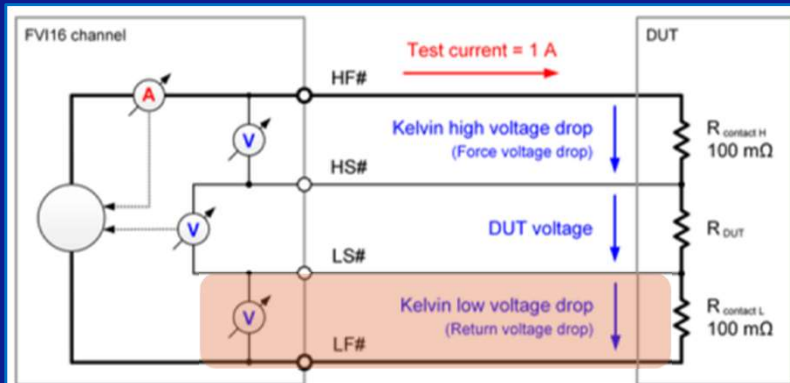 FVI16 channel
DUT
Test current = 1 A
HF#
A
V
Kelvin high voltage drop
(Force voltage drop)
R contact H
100 mΩ
HS#
V
DUT voltage
R DUT
LS#
V
Kelvin low voltage drop
(Return voltage drop)
R contact L
100 mΩ
LF#